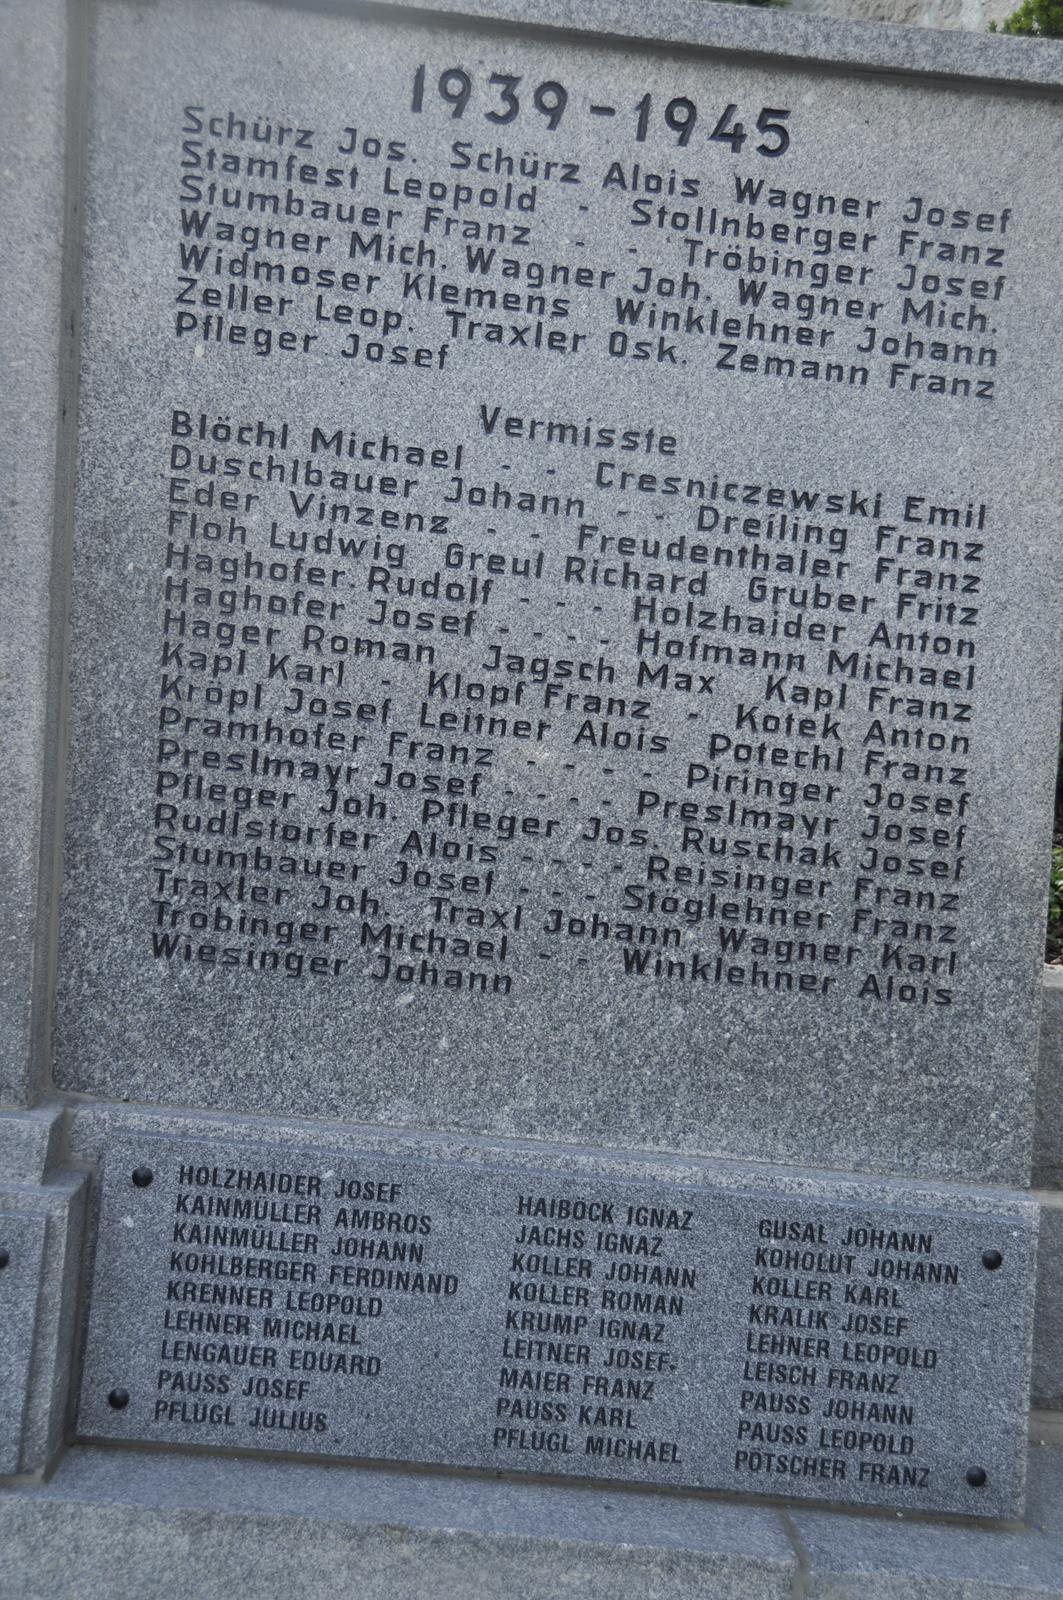 1939-1945
Schürz Jos. Schürz Alois Wagner Josef
Stamfest Leopold - Stollnberger Franz
Stumbauer Franz - - Tröbinger Josef
Wagner Mich. Wagner Joh. Wagner Mich.
Widmoser Klemens Winklehner Johann
Zeller Leop. Traxler Osk. Zemann Franz
Pfleger Josef
Vermisste
Blöchl Michael - - Cresniczewski Emil
Duschlbauer Johann - - Dreiling Franz
Eder Vinzenz - - Freudenthaler Franz
Floh Ludwig Greul Richard Gruber Fritz
Haghofer Rudolf - - - Holzhaider Anton
Haghofer Josef - - - - Hofmann Michael
Hager Roman Jagsch Max Kapl Franz
Kapl Karl - Klopf Franz - Kotek Anton
Kröpl Josef Leitner Alois Potechl Franz
Pramhofer Franz - - - - Piringer Josef
Preslmayr Josef - - - - Preslmayr Josef
Pfleger Joh. Pfleger Jos. Ruschak Josef
Rudlstorfer Alois - - - - Reisinger Franz
Stumbauer Josef - - - Stöglehner Franz
Traxler Joh. Traxl Johann Wagner Karl
Tröbinger Michael - - Winklehner Alois
Wiesinger Johann
HOLZHAIDER JOSEF
KAINMÜLLER AMBROS
KAINMÜLLER JOHANN
KOHLBERGER FERDINAND
KRENNER LEOPOLD
LEHNER MICHAEL
LENGAUER EDUARD
PAUSS JOSEF
PFLÜGL JULIUS
HAIBÖCK IGNAZ
JACHS IGNAZ
KOLLER JOHANN
KOLLER ROMAN
KRUMP IGNAZ
LEITNER JOSEF
MAIER FRANZ
PAUSS KARL
PFLÜGL MICHAEL
GUSAL JOHANN
KOHOLUT JOHANN
KOLLER KARL
KRALIK JOSEF
LEHNER LEOPOLD
LEISCH FRANZ
PAUSS JOHANN
PAUSS LEOPOLD
PÖTSCHER FRANZ